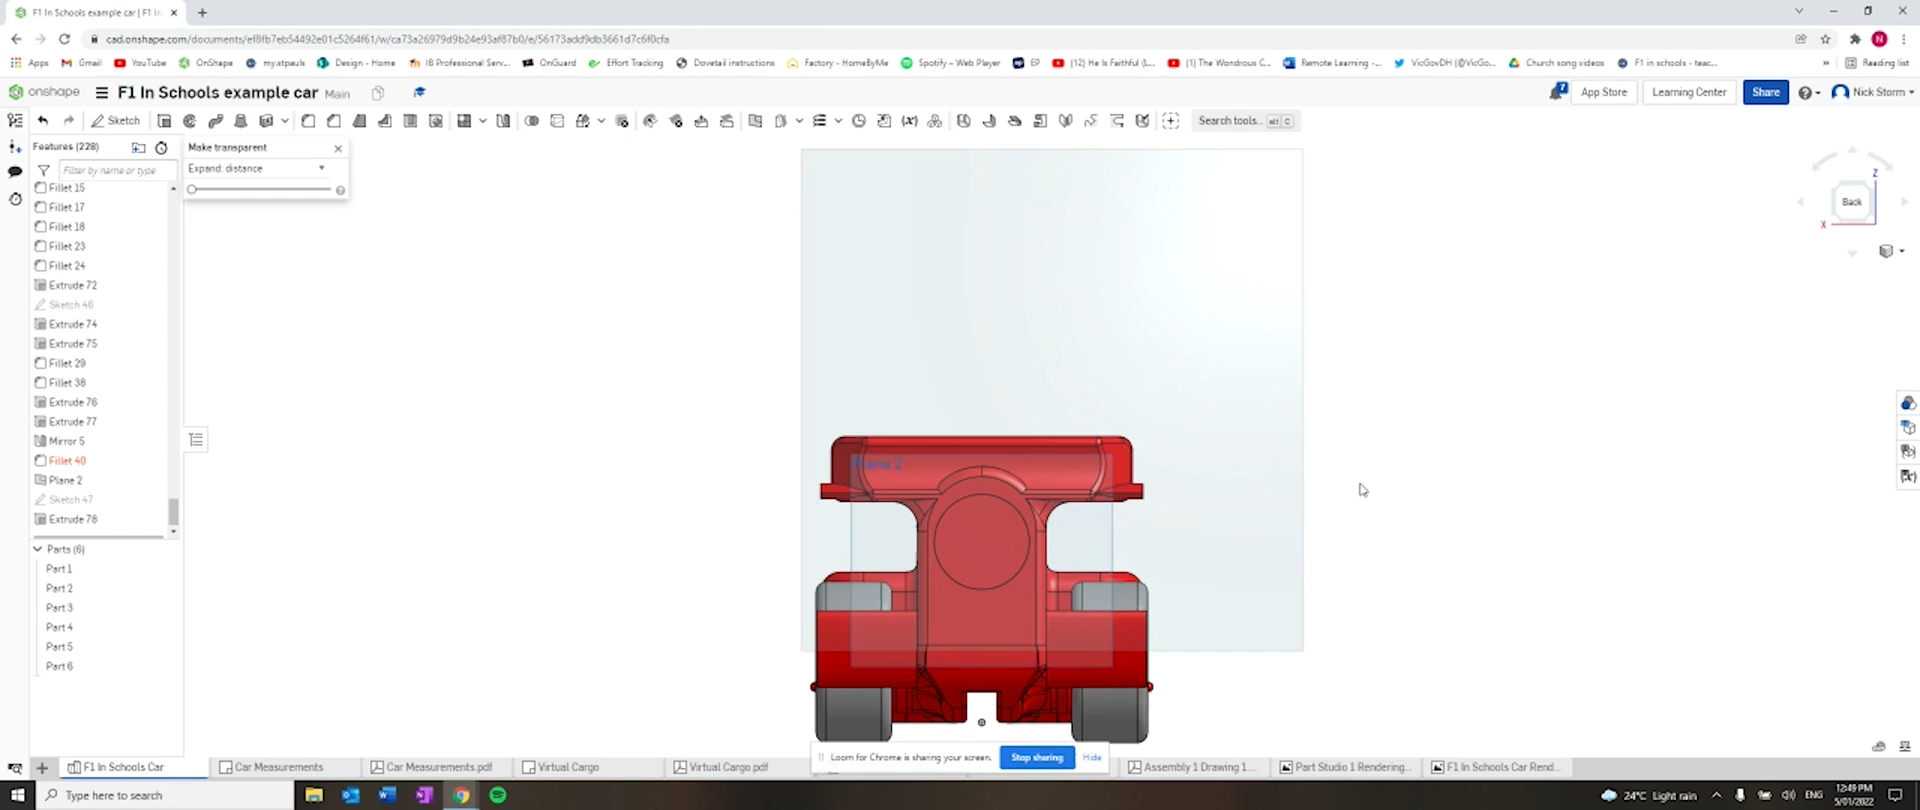 F1 In Schools example car | F1 In
cad.onshape.com/documents/ef8fb7eb54492e01c5264f61/w/ca73a26979d9b24e93af87b0/e/56173add9db3661d7c6f0cfa
Apps Gmail YouTube OnShape my.stpauls Design - Home IB Professional Serv... OnGuard Effort Tracking Dovetail instructions Factory - HomeByMe Spotify – Web Player EP (12) He Is Faithful (L... (1) The Wondrous C... Remote Learning -... VicGovDH (@VicGo... Church song videos F1 in schools - teac... » Reading list
onshape F1 In Schools example car Main 7 App Store Learning Center Share Nick Storm
Sketch Search tools... alt C
Features (228) Make transparent
Filter by name or type Expand: distance
Fillet 15
Fillet 17
Fillet 18
Fillet 23
Fillet 24
Extrude 72
Sketch 46
Extrude 74
Extrude 75
Fillet 29
Fillet 38
Extrude 76
Extrude 77
Mirror 5
Fillet 40
Plane 2
Sketch 47
Extrude 78
Parts (6)
Part 1
Part 2
Part 3
Part 4
Part 5
Part 6
Plane 2
Z
Back
X
Loom for Chrome is sharing your screen. Stop sharing Hide
F1 In Schools Car Car Measurements Car Measurements.pdf Virtual Cargo Virtual Cargo.pdf Assembly 1 Drawing 1... Part Studio 1 Rendering... F1 In Schools Car Rend...
Type here to search 24°C Light rain ENG 12:49 PM
5/01/2022